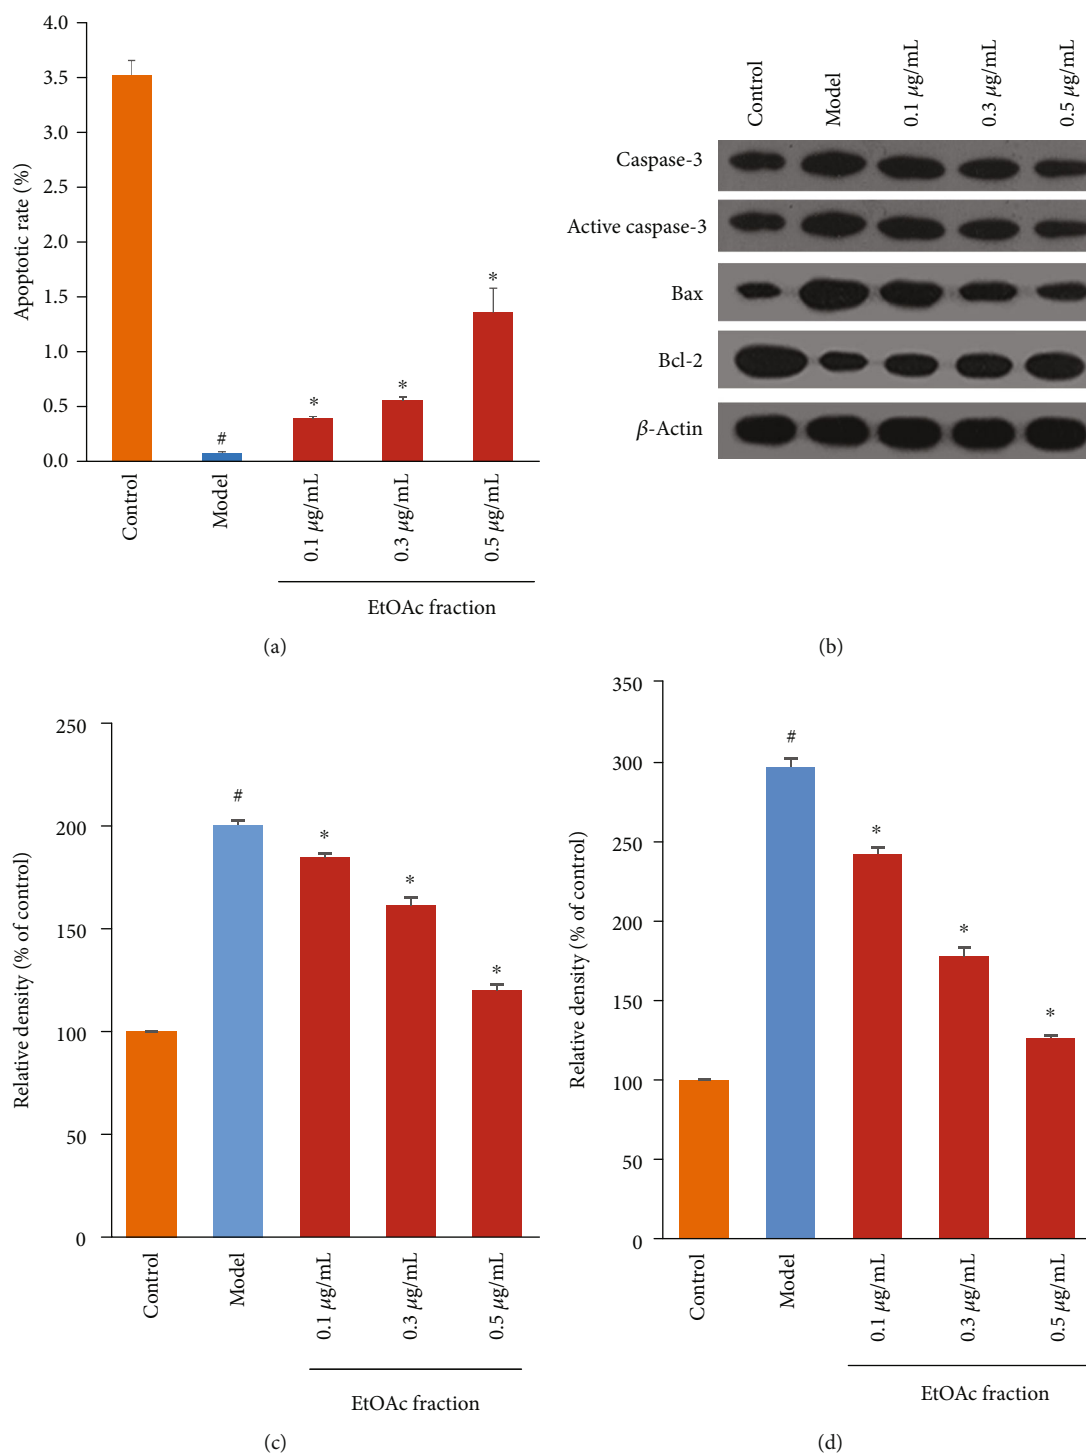 4.0
3.5
3.0
2.5
2.0
1.5
1.0
0.5
0.0
Apoptotic rate (%)
#
*
*
*
Control
Model
0.1 μg/mL
0.3 μg/mL
0.5 μg/mL
EtOAc fraction
(a)
Control
Model
0.1 μg/mL
0.3 μg/mL
0.5 μg/mL
Caspase-3
Active caspase-3
Bax
Bcl-2
β-Actin
(b)
250
200
150
100
50
0
Relative density (% of control)
#
*
*
*
Control
Model
0.1 μg/mL
0.3 μg/mL
0.5 μg/mL
EtOAc fraction
(c)
350
300
250
200
150
100
50
0
Relative density (% of control)
#
*
*
*
Control
Model
0.1 μg/mL
0.3 μg/mL
0.5 μg/mL
EtOAc fraction
(d)